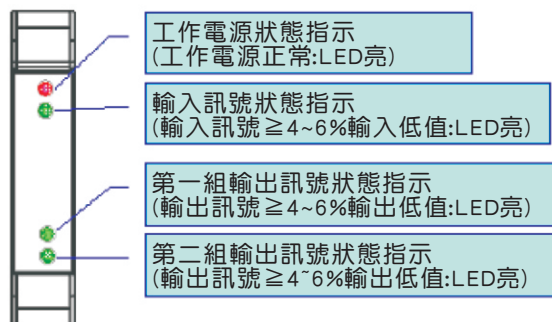 工作電源狀態指示
(工作電源正常:LED亮)
輸入訊號狀態指示
(輸入訊號≧4~6%輸入低值:LED亮)
第一組輸出訊號狀態指示
(輸出訊號≧4~6%輸出低值:LED亮)
第二組輸出訊號狀態指示
(輸出訊號≧4~6%輸出低值:LED亮)